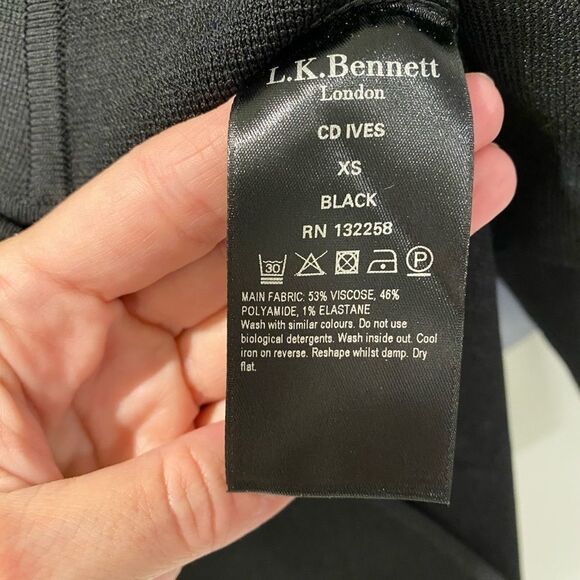 L.K.Bennett
London
CD IVES
XS
BLACK
RN 132258
30 P
MAIN FABRIC: 53% VISCOSE, 46%
POLYAMIDE, 1% ELASTANE
Wash with similar colours. Do not use
biological detergents. Wash inside out. Cool
iron on reverse. Reshape whilst damp. Dry
flat.